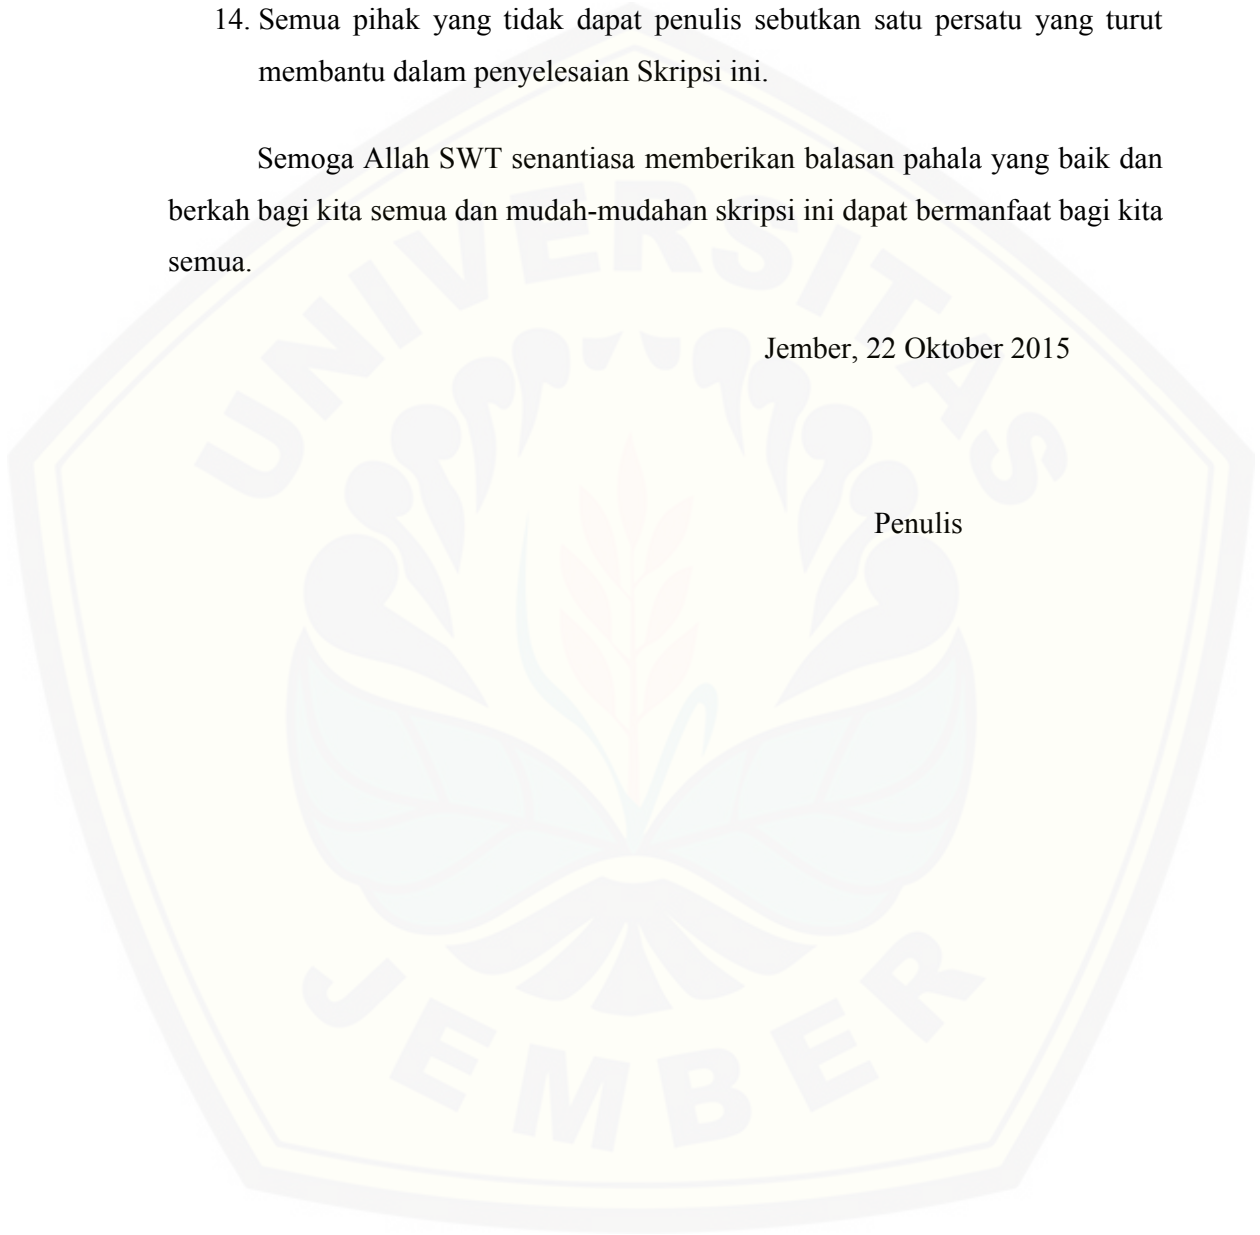 14. Semua pihak yang tidak dapat penulis sebutkan satu persatu yang turut
membantu dalam penyelesaian Skripsi ini.
Semoga Allah SWT senantiasa memberikan balasan pahala yang baik dan
berkah bagi kita semua dan mudah-mudahan skripsi ini dapat bermanfaat bagi kita
semua.
Jember, 22 Oktober 2015
Penulis
UNIVERSITAS
JEMBER